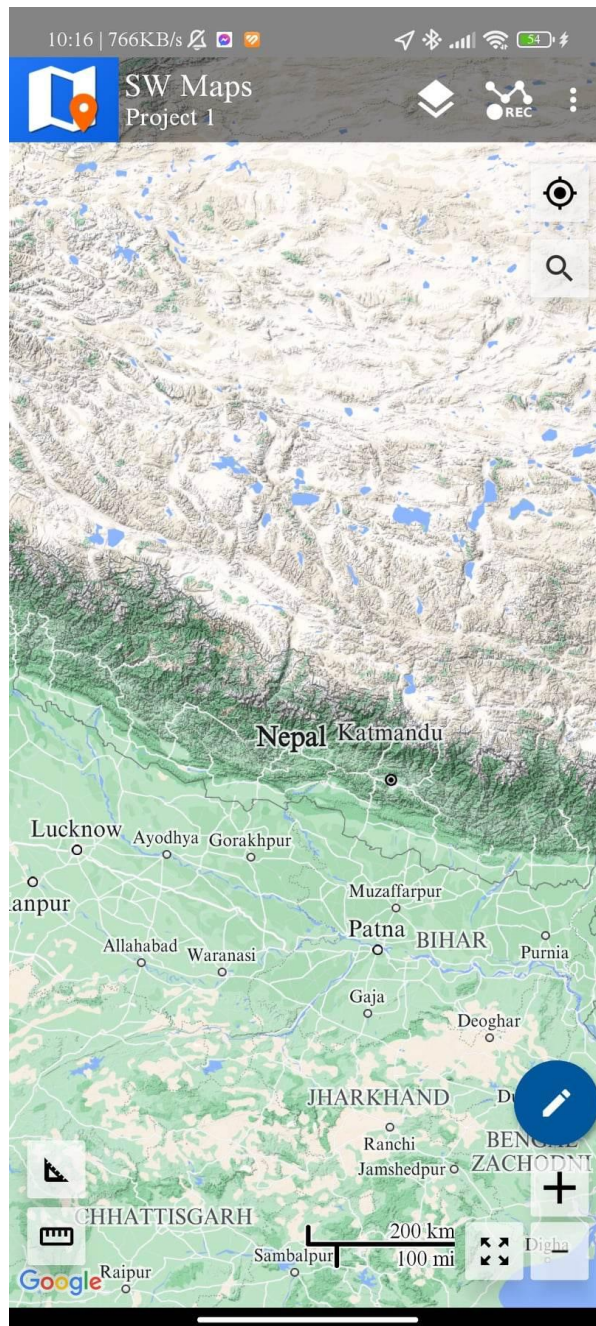 10:16 | 766KB/s
54
SW Maps
Project 1
REC
Nepal
Katmandu
Lucknow
Ayodhya
Gorakhpur
anpur
Muzaffarpur
Patna
BIHAR
Purnia
Allahabad
Waranasi
Gaja
Deoghar
JHARKHAND
Du
Ranchi
BENGAL
ZACHODNI
Jamshedpur
CHHATTISGARH
200 km
100 mi
Sambalpur
Digha
Google
Raipur